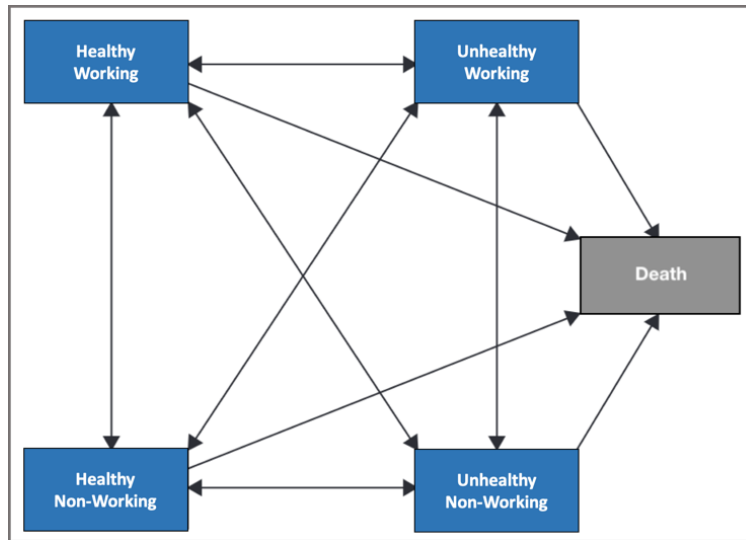 Healthy
Working
Unhealthy
Working
Death
Healthy
Non-Working
Unhealthy
Non-Working